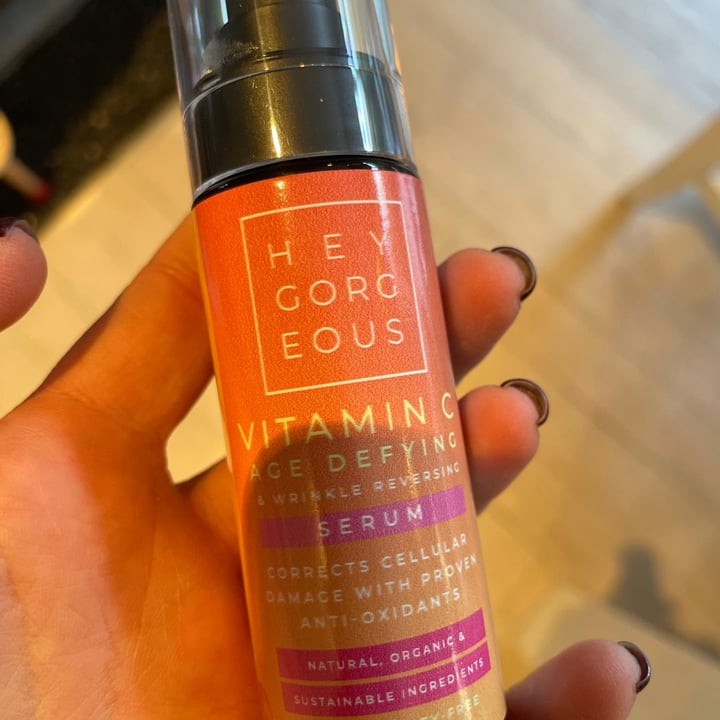 HEY
GORG
EOUS
VITAMIN C
AGE DEFYING
& WRINKLE REVERSING
SERUM
CORRECTS CELLULAR
DAMAGE WITH PROVEN
ANTI-OXIDANTS
NATURAL, ORGANIC &
SUSTAINABLE INGREDIENTS